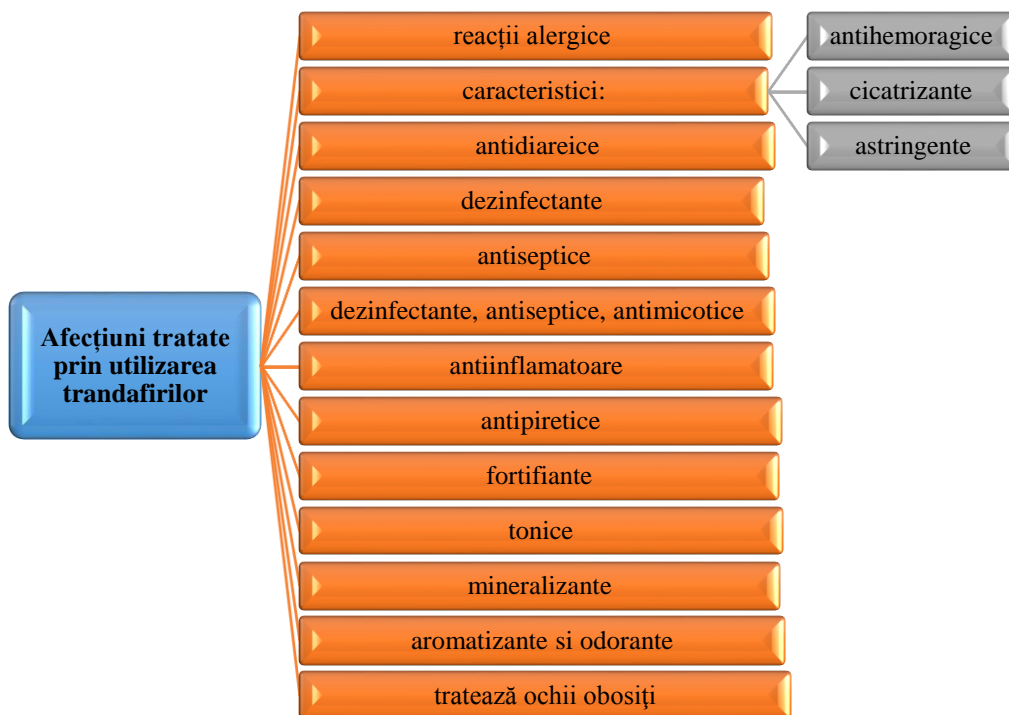 Afecțiuni tratate
prin utilizarea
trandafirilor
reacții alergice
caracteristici:
antihemoragice
cicatrizante
astringente
antidiareice
dezinfectante
antiseptice
dezinfectante, antiseptice, antimicotice
antiinflamatoare
antipiretice
fortifiante
tonice
mineralizante
aromatizante si odorante
tratează ochii obosiţi